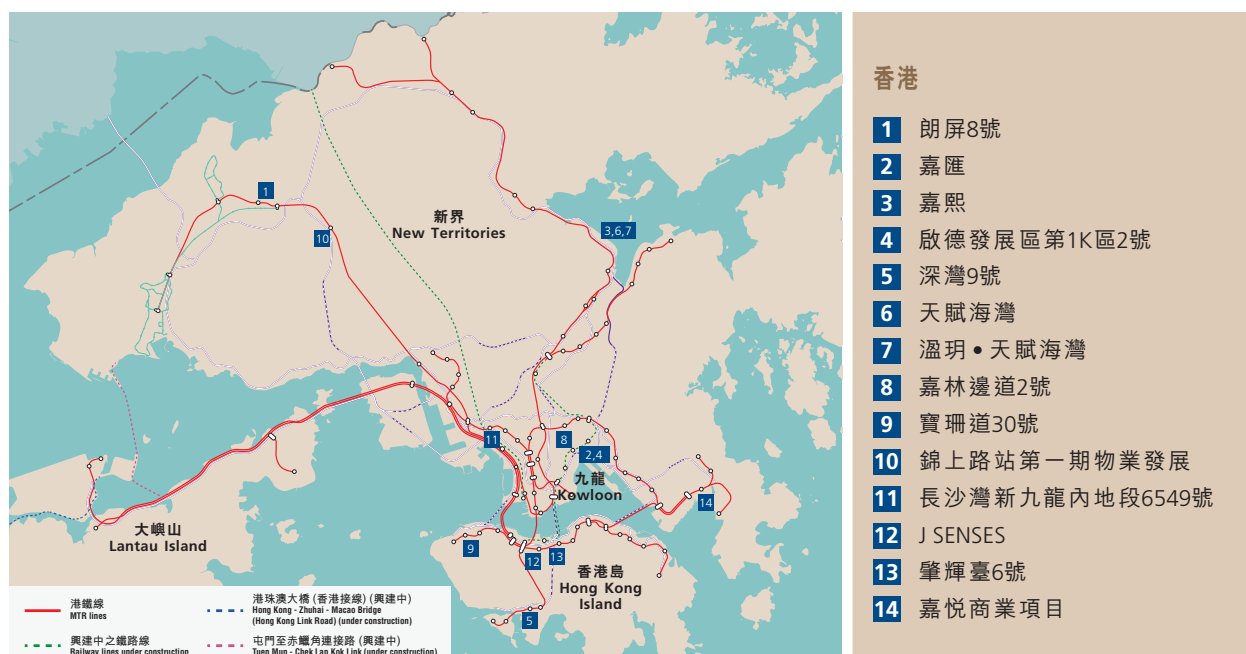 1
10
新界
New Territories
3,6,7
11
8
2,4
九龍
Kowloon
14
大嶼山
Lantau Island
9
12
13
香港島
Hong Kong
Island
5
港鐵線
MTR lines
港珠澳大橋 (香港接線) (興建中)
Hong Kong - Zhuhai - Macao Bridge
(Hong Kong Link Road) (under construction)
興建中之鐵路線
Railway lines under construction
屯門至赤鱲角連接路 (興建中)
Tuen Mun - Chek Lap Kok Link (under construction)
香港
1 朗屏8號
2 嘉匯
3 嘉熙
4 啟德發展區第1K區2號
5 深灣9號
6 天賦海灣
7 溋玥•天賦海灣
8 嘉林邊道2號
9 寶珊道30號
10 錦上路站第一期物業發展
11 長沙灣新九龍內地段6549號
12 J SENSES
13 肇輝臺6號
14 嘉悅商業項目